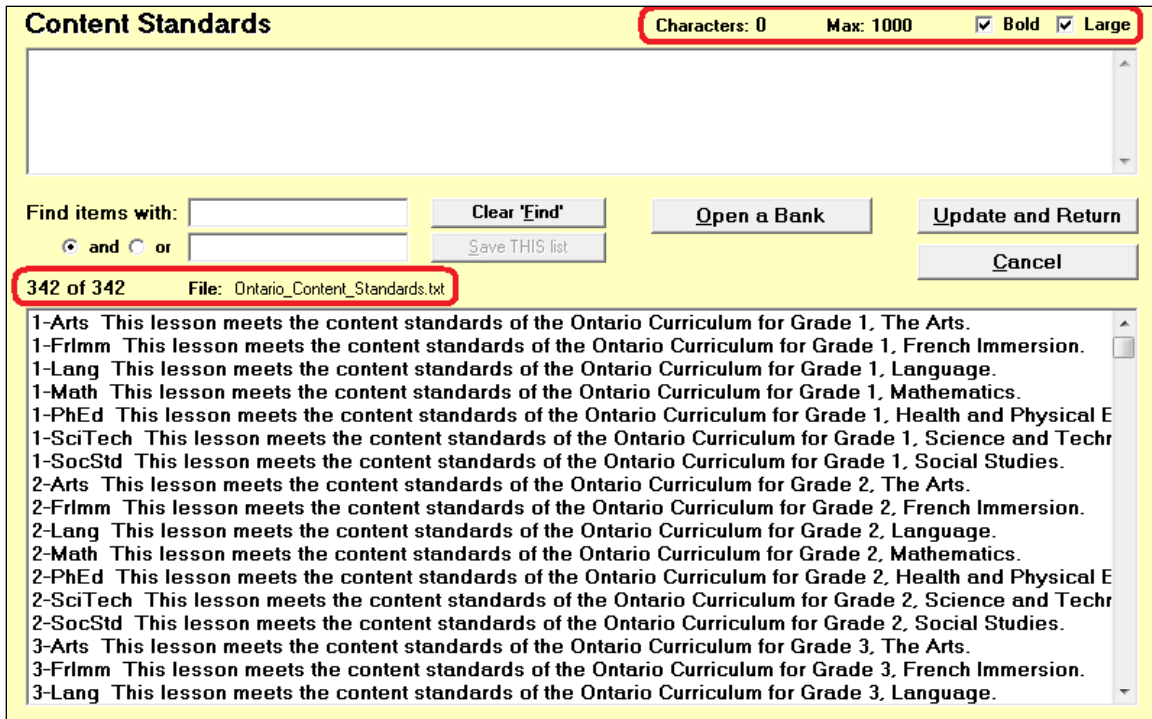 Content Standards Characters: 0 Max: 1000 Bold Large
Find items with: Clear 'Find' Open a Bank Update and Return
and or Save THIS list
Cancel
342 of 342 File: Ontario_Content_Standards.txt
1-Arts This lesson meets the content standards of the Ontario Curriculum for Grade 1, The Arts.
1-FrImm This lesson meets the content standards of the Ontario Curriculum for Grade 1, French Immersion.
1-Lang This lesson meets the content standards of the Ontario Curriculum for Grade 1, Language.
1-Math This lesson meets the content standards of the Ontario Curriculum for Grade 1, Mathematics.
1-PhEd This lesson meets the content standards of the Ontario Curriculum for Grade 1, Health and Physical E
1-SciTech This lesson meets the content standards of the Ontario Curriculum for Grade 1, Science and Techr
1-SocStd This lesson meets the content standards of the Ontario Curriculum for Grade 1, Social Studies.
2-Arts This lesson meets the content standards of the Ontario Curriculum for Grade 2, The Arts.
2-FrImm This lesson meets the content standards of the Ontario Curriculum for Grade 2, French Immersion.
2-Lang This lesson meets the content standards of the Ontario Curriculum for Grade 2, Language.
2-Math This lesson meets the content standards of the Ontario Curriculum for Grade 2, Mathematics.
2-PhEd This lesson meets the content standards of the Ontario Curriculum for Grade 2, Health and Physical E
2-SciTech This lesson meets the content standards of the Ontario Curriculum for Grade 2, Science and Techr
2-SocStd This lesson meets the content standards of the Ontario Curriculum for Grade 2, Social Studies.
3-Arts This lesson meets the content standards of the Ontario Curriculum for Grade 3, The Arts.
3-FrImm This lesson meets the content standards of the Ontario Curriculum for Grade 3, French Immersion.
3-Lang This lesson meets the content standards of the Ontario Curriculum for Grade 3, Language.